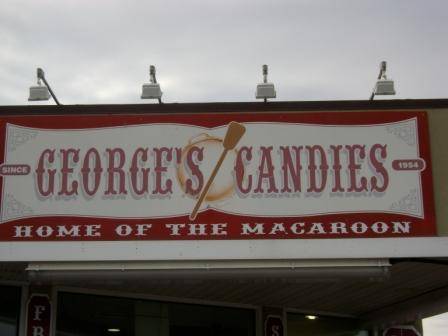 SINCE GEORGE'S CANDIES 1954
HOME OF THE MACAROON